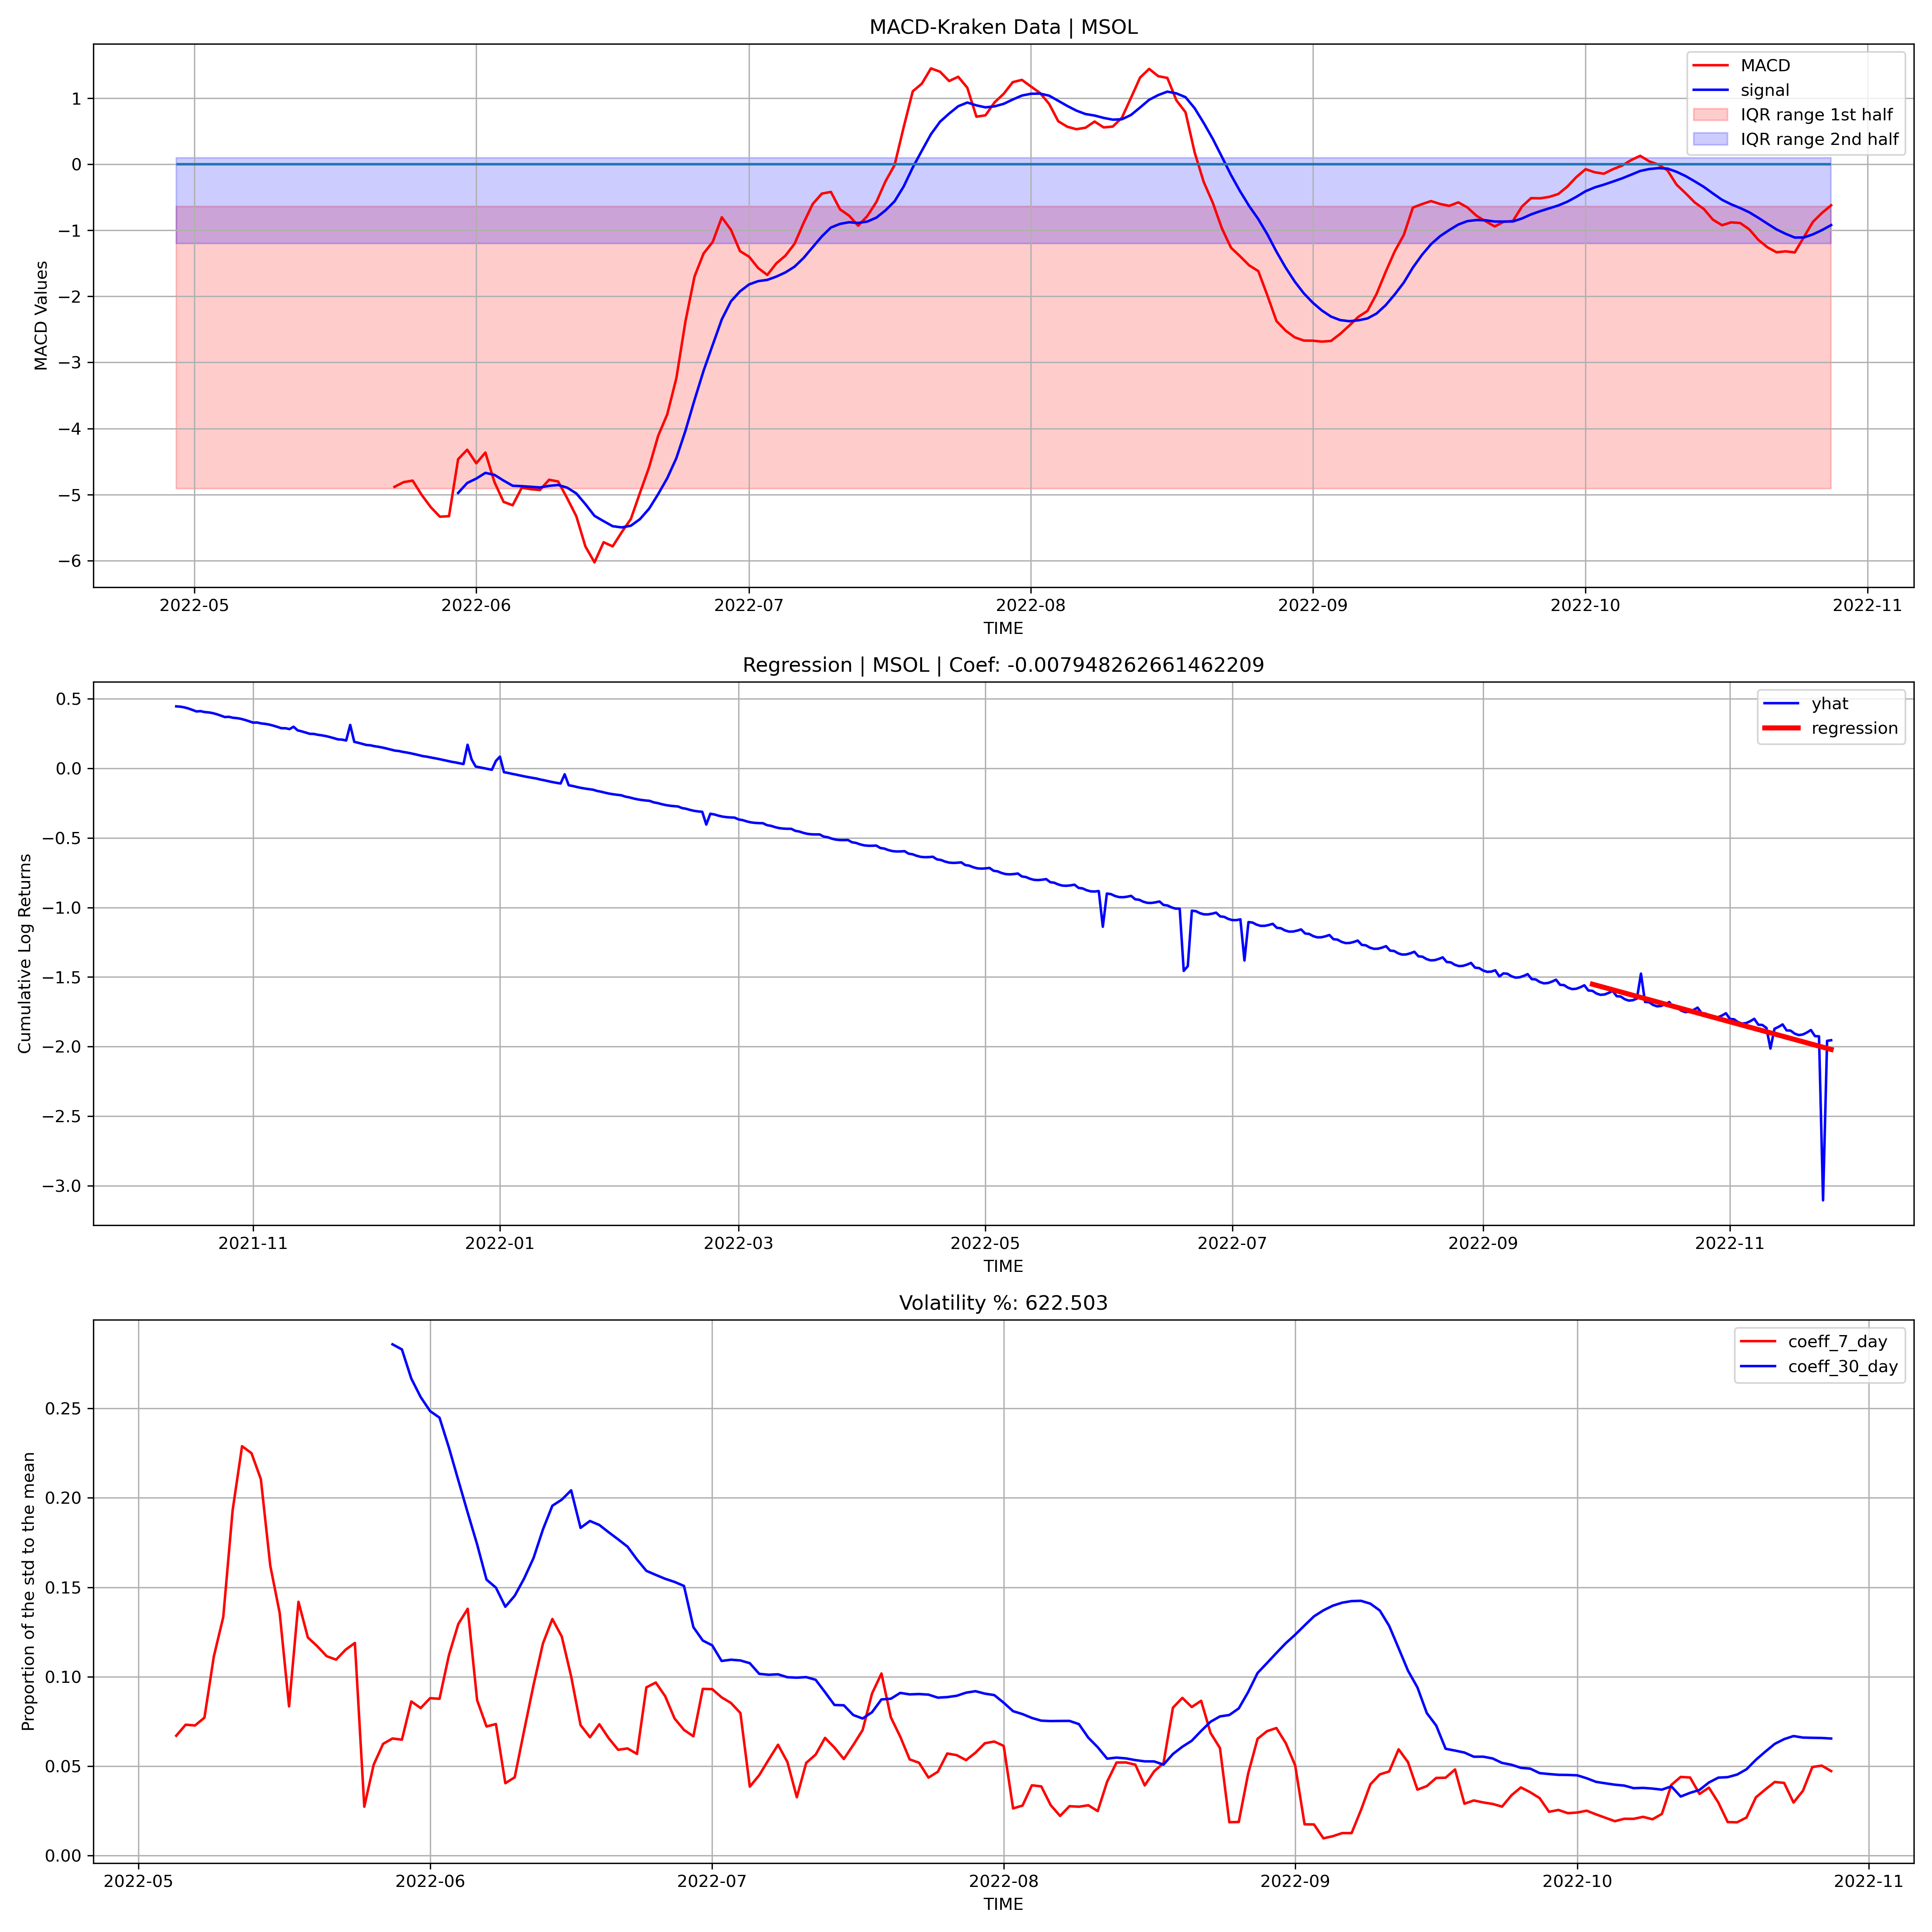 MACD-Kraken Data | MSOL
MACD
signal
IQR range 1st half
IQR range 2nd half
MACD Values
1
0
−1
−2
−3
−4
−5
−6
2022-05 2022-06 2022-07 2022-08 2022-09 2022-10 2022-11
TIME
Regression | MSOL | Coef: -0.007948262661462209
yhat
regression
Cumulative Log Returns
0.5
0.0
−0.5
−1.0
−1.5
−2.0
−2.5
−3.0
2021-11 2022-01 2022-03 2022-05 2022-07 2022-09 2022-11
TIME
Volatility %: 622.503
coeff_7_day
coeff_30_day
Proportion of the std to the mean
0.25
0.20
0.15
0.10
0.05
0.00
2022-05 2022-06 2022-07 2022-08 2022-09 2022-10 2022-11
TIME